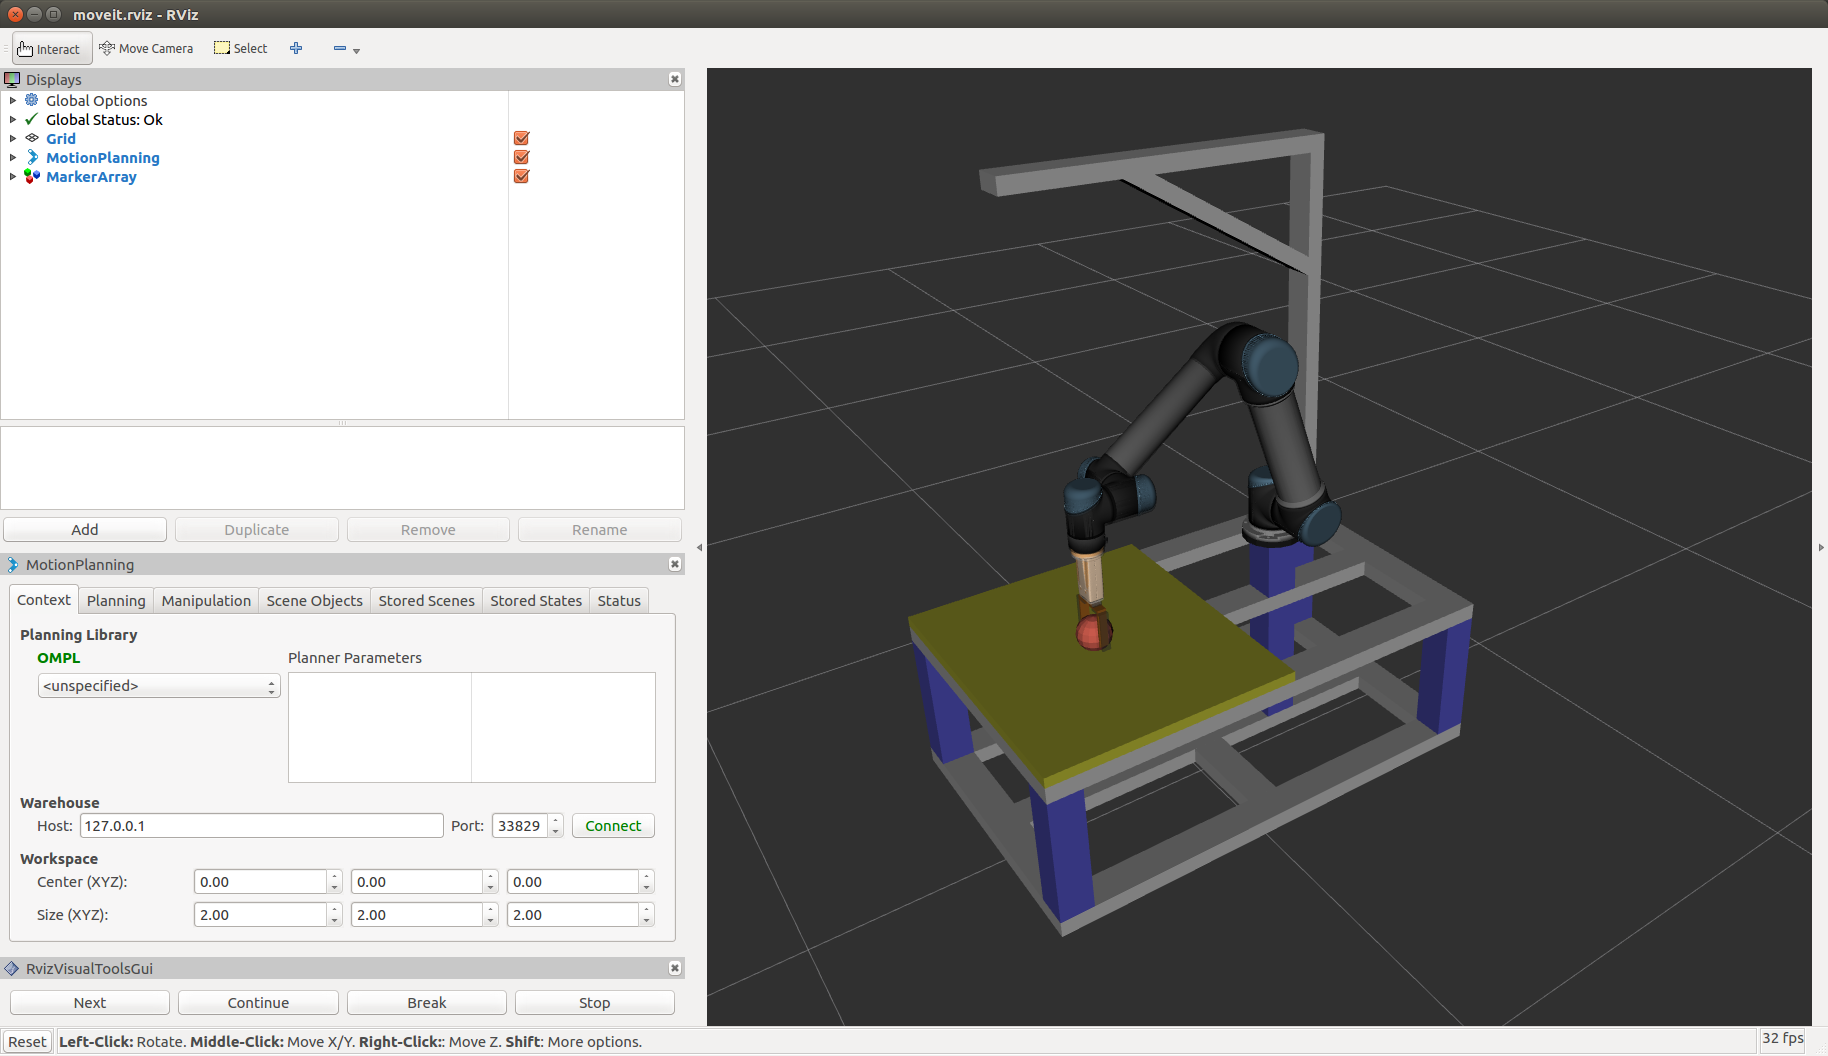 moveit.rviz - RViz
Interact Move Camera Select
Displays
Global Options
Global Status: Ok
Grid
MotionPlanning
MarkerArray
Add Duplicate Remove Rename
MotionPlanning
Context Planning Manipulation Scene Objects Stored Scenes Stored States Status
Planning Library
OMPL Planner Parameters
<unspecified>
Warehouse
Host: 127.0.0.1 Port: 33829 Connect
Workspace
Center (XYZ): 0.00 0.00 0.00
Size (XYZ): 2.00 2.00 2.00
RvizVisualToolsGui
Next Continue Break Stop
Reset Left-Click: Rotate. Middle-Click: Move X/Y. Right-Click:: Move Z. Shift: More options. 32 fps